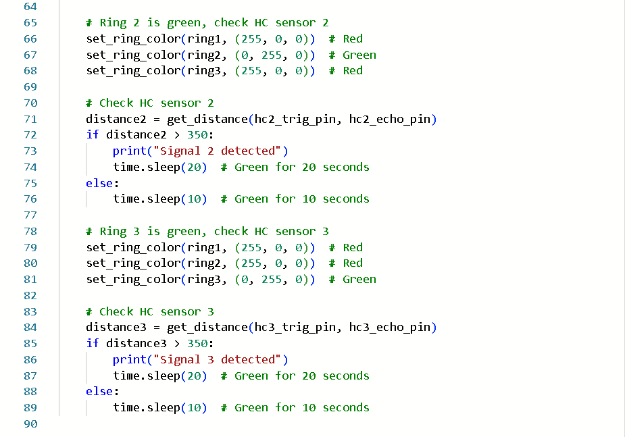 64
65 # Ring 2 is green, check HC sensor 2
66 set_ring_color(ring1, (255, 0, 0)) # Red
67 set_ring_color(ring2, (0, 255, 0)) # Green
68 set_ring_color(ring3, (255, 0, 0)) # Red
69
70 # Check HC sensor 2
71 distance2 = get_distance(hc2_trig_pin, hc2_echo_pin)
72 if distance2 > 350:
73 print("Signal 2 detected")
74 time.sleep(20) # Green for 20 seconds
75 else:
76 time.sleep(10) # Green for 10 seconds
77
78 # Ring 3 is green, check HC sensor 3
79 set_ring_color(ring1, (255, 0, 0)) # Red
80 set_ring_color(ring2, (255, 0, 0)) # Red
81 set_ring_color(ring3, (0, 255, 0)) # Green
82
83 # Check HC sensor 3
84 distance3 = get_distance(hc3_trig_pin, hc3_echo_pin)
85 if distance3 > 350:
86 print("Signal 3 detected")
87 time.sleep(20) # Green for 20 seconds
88 else:
89 time.sleep(10) # Green for 10 seconds
90